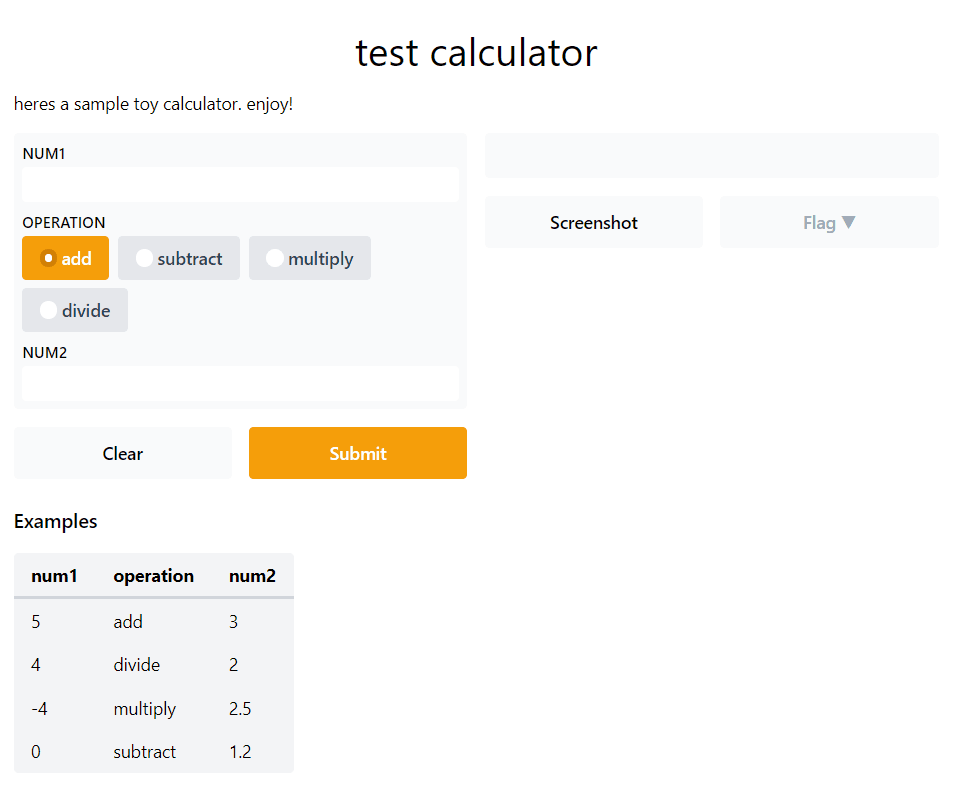 test calculator
heres a sample toy calculator. enjoy!
NUM1
OPERATION
add subtract multiply
divide
NUM2
Clear Submit
Screenshot Flag ▼
Examples
num1 operation num2
5 add 3
4 divide 2
-4 multiply 2.5
0 subtract 1.2